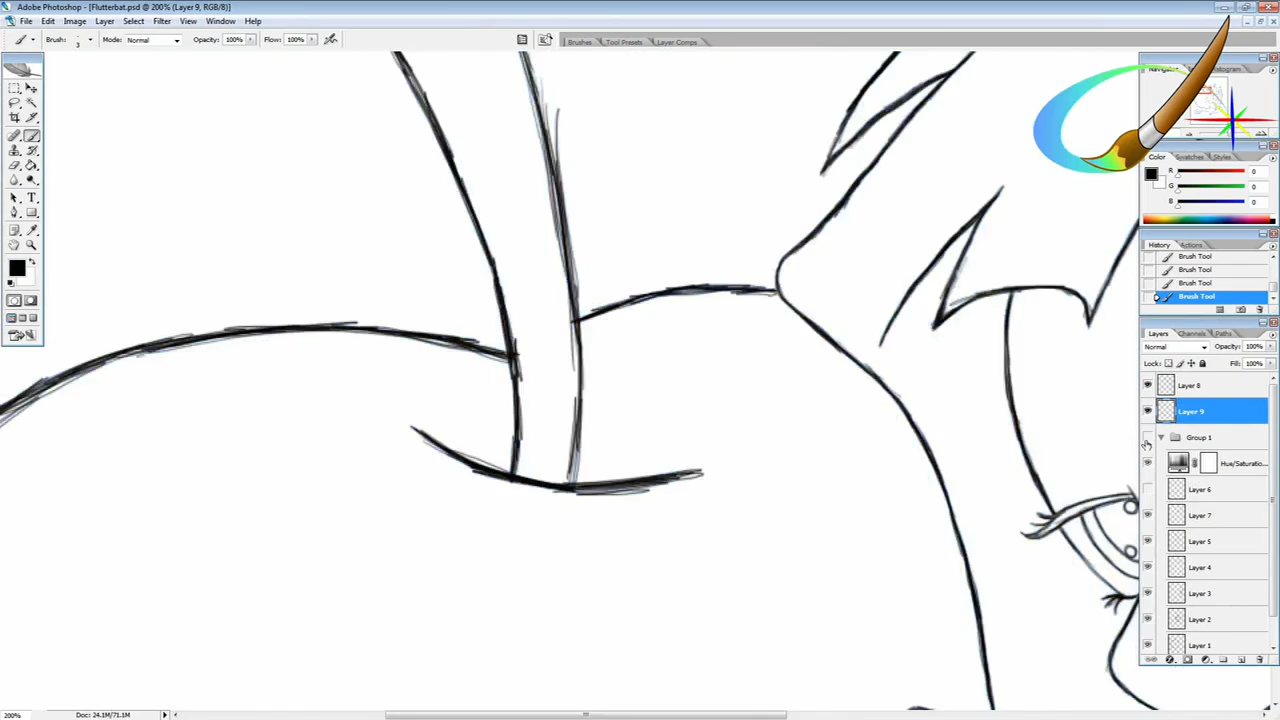 Adobe Photoshop - [Flutterbat.psd @ 200% (Layer 9, RGB/8)]
File Edit Image Layer Select Filter View Window Help
Brush: 3 Mode: Normal Opacity: 100% Flow: 100%
Brushes Tool Presets Layer Comps
Color Swatches Styles
R 0
G 0
B 0
History Actions
Brush Tool
Brush Tool
Brush Tool
Brush Tool
Layers Channels Paths
Normal Opacity: 100%
Lock: Fill: 100%
Layer 8
Layer 9
Group 1
Hue/Saturatio...
Layer 6
Layer 7
Layer 5
Layer 4
Layer 3
Layer 2
Layer 1
200% Doc: 24.1M/71.1M